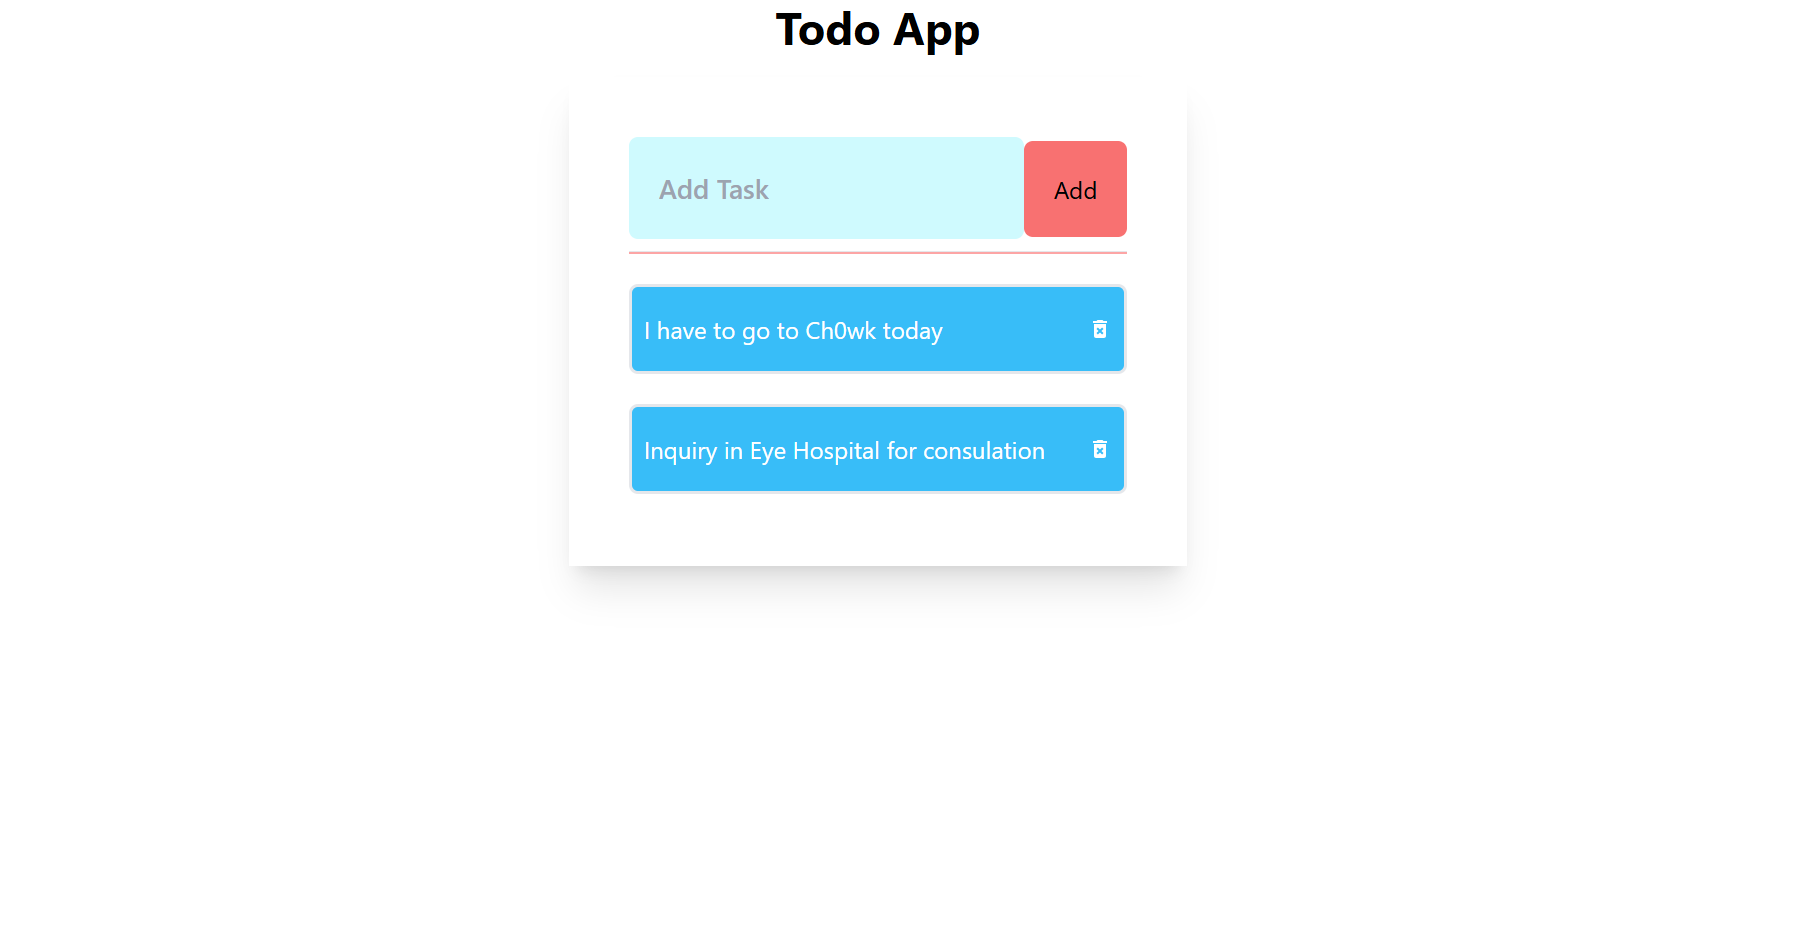 Todo App
Add Task
Add
I have to go to Ch0wk today
Inquiry in Eye Hospital for consulation